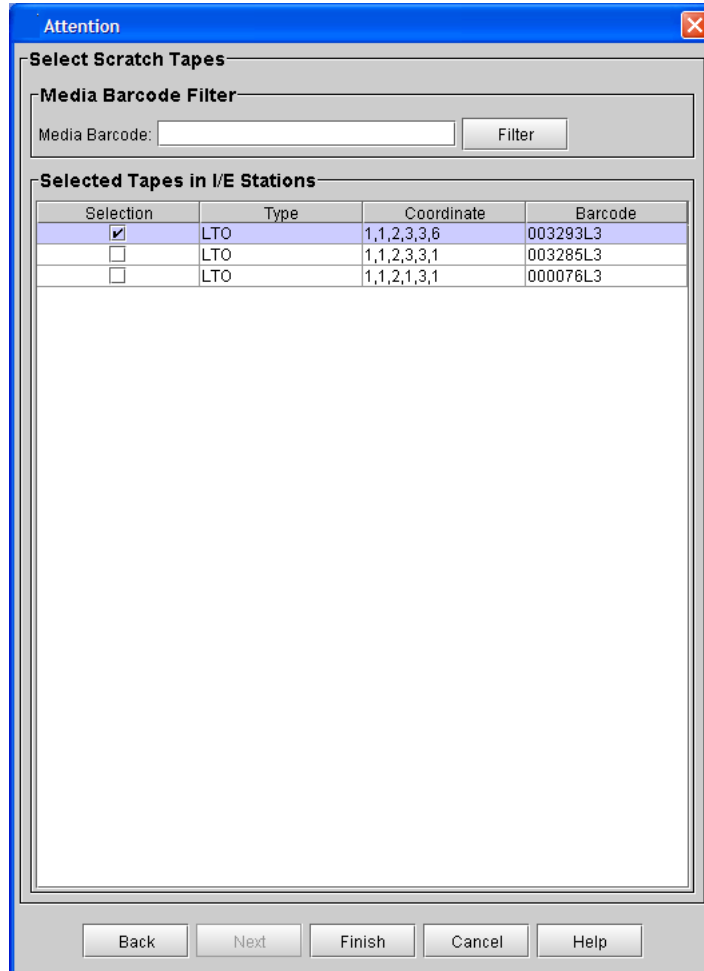 Attention
Select Scratch Tapes
Media Barcode Filter
Media Barcode: Filter
Selected Tapes in I/E Stations
Selection Type Coordinate Barcode
LTO 1,1,2,3,3,6 003293L3
LTO 1,1,2,3,3,1 003285L3
LTO 1,1,2,1,3,1 000076L3
Back Next Finish Cancel Help